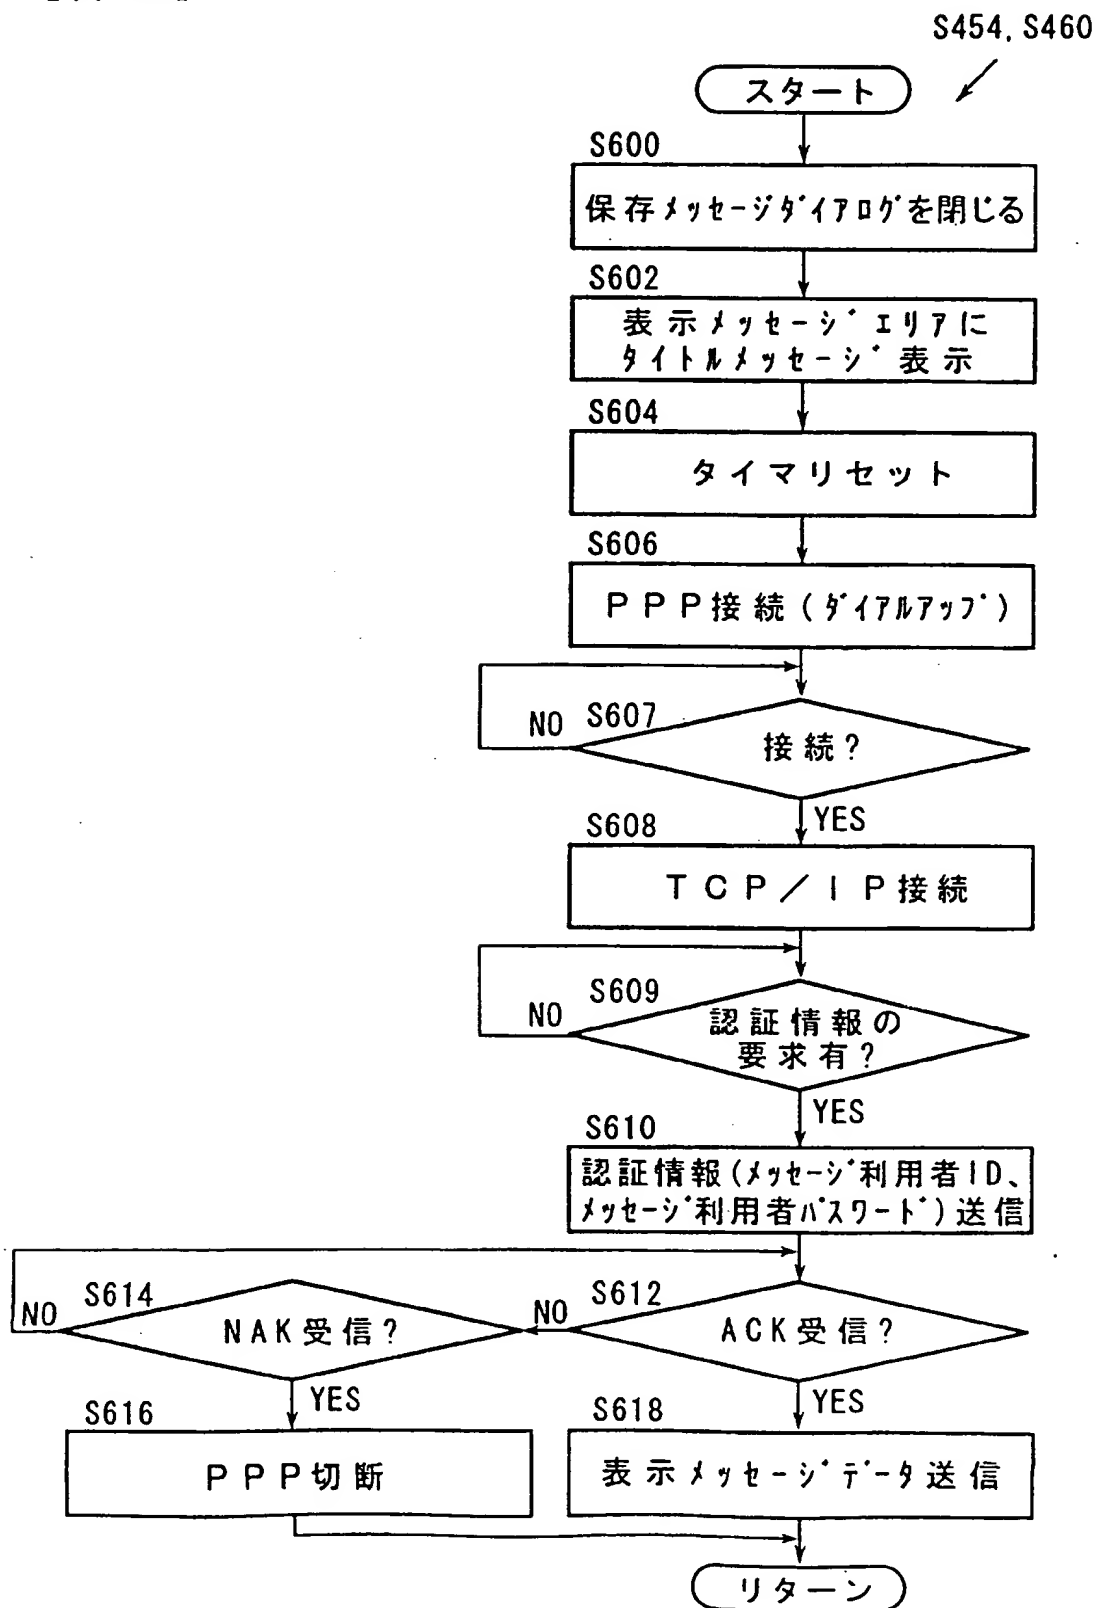 S454, S460
スタート
S600
保存メッセージダイアログを閉じる
S602
表示メッセージエリアに
タイトルメッセージ表示
S604
タイマリセット
S606
PPP接続(ダイアルアップ)
NO S607
接続?
YES
S608
TCP/IP接続
S609
NO
認証情報の
要求有?
YES
S610
認証情報(メッセージ利用者ID、
メッセージ利用者パスワード)送信
NO S614
NAK受信?
NO S612
ACK受信?
YES
YES
S616
S618
PPP切断
表示メッセージデータ送信
リターン